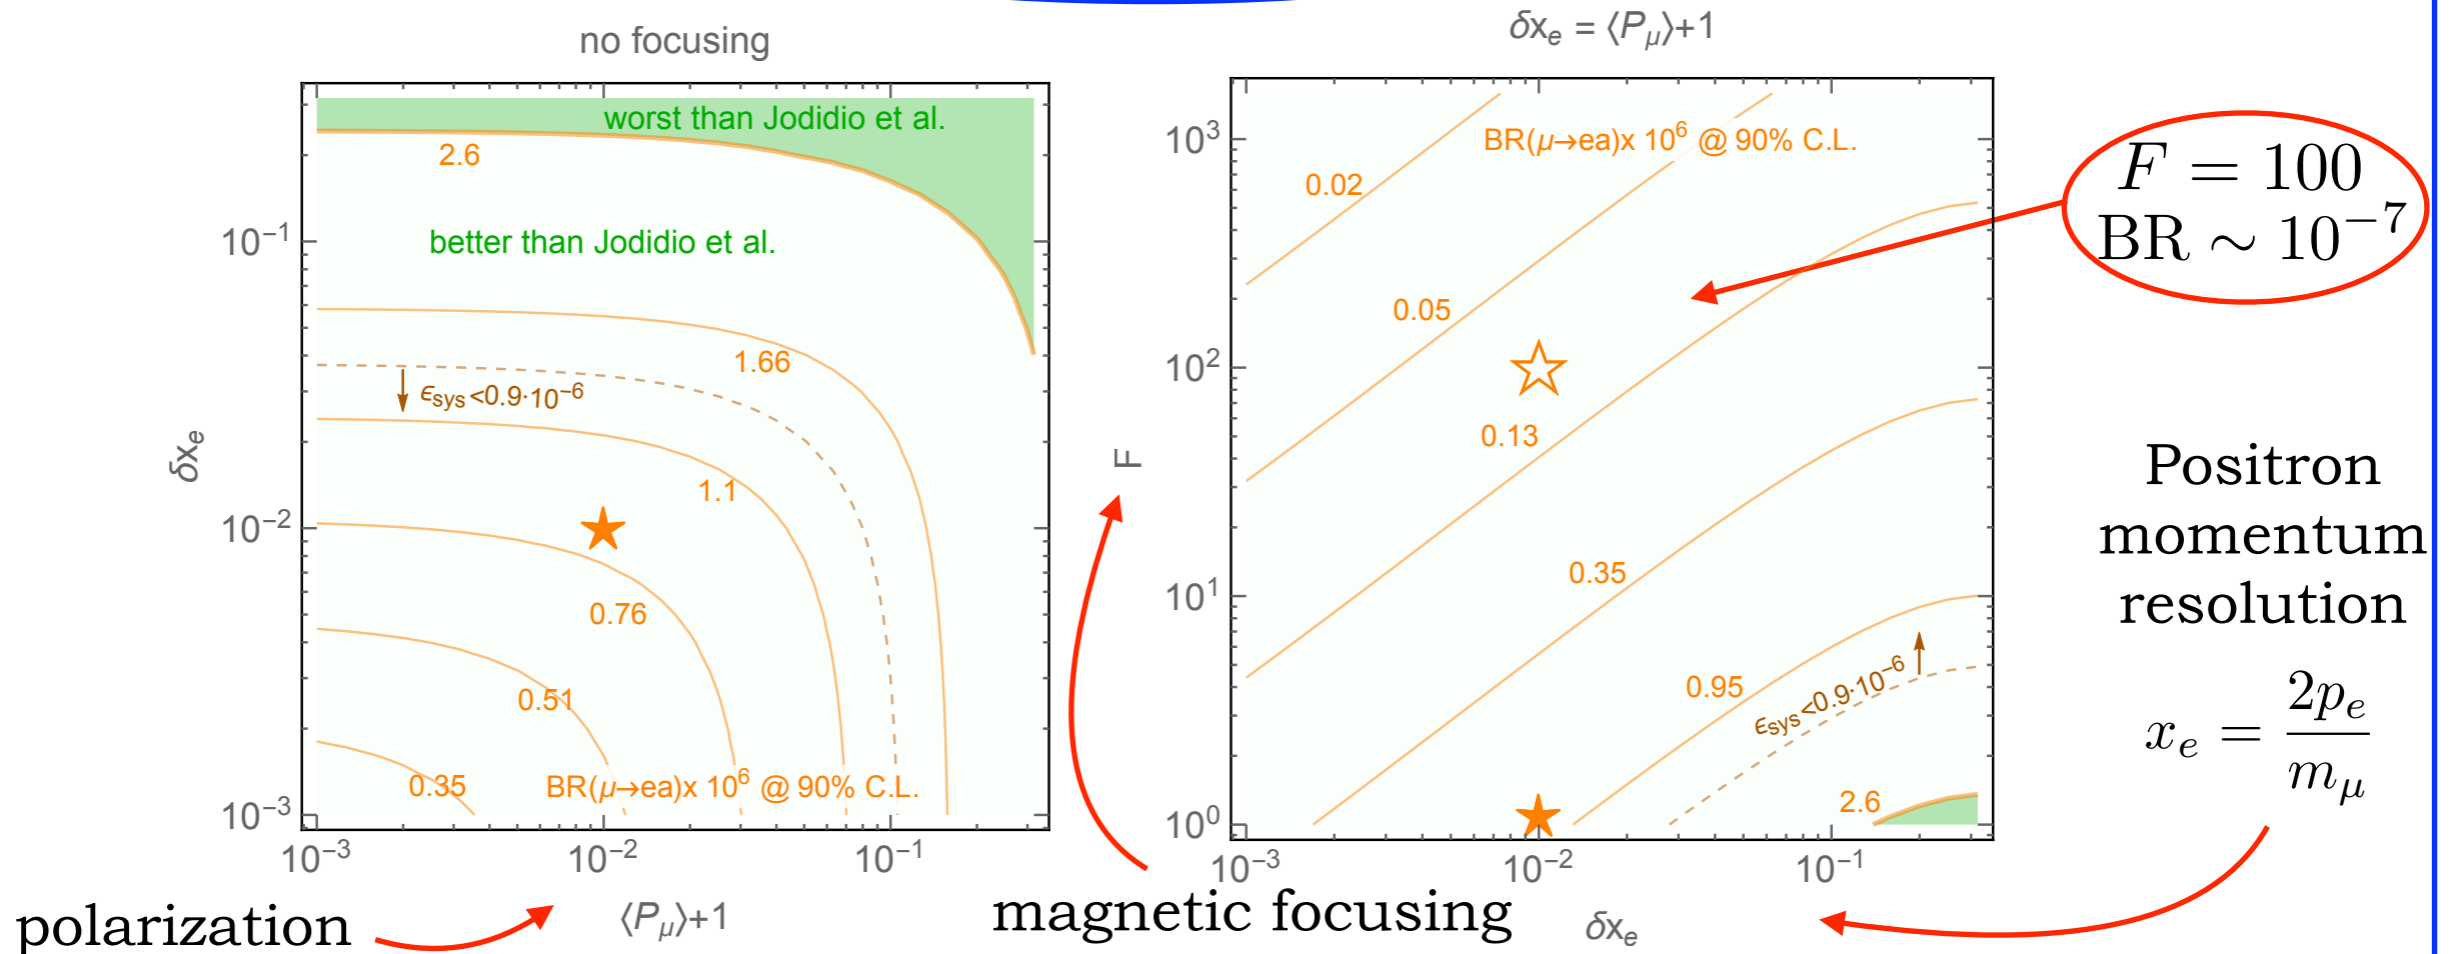 no focusing
worst than Jodidio et al.
2.6
better than Jodidio et al.
1.66
ϵsys<0.9·10⁻⁶
1.1
0.76
0.51
0.35
BR(μ→ea)x 10⁶ @ 90% C.L.
10⁻¹
10⁻²
10⁻³
δxₑ
10⁻³
10⁻²
10⁻¹
⟨Pμ⟩+1
polarization
δxₑ = ⟨Pμ⟩+1
BR(μ→ea)x 10⁶ @ 90% C.L.
0.02
0.05
0.13
0.35
0.95
ϵsys<0.9·10⁻⁶
2.6
10³
10²
10¹
10⁰
F
10⁻³
10⁻²
10⁻¹
δxₑ
magnetic focusing
F = 100
BR ∼ 10⁻⁷
Positron
momentum
resolution
xₑ = 2pₑ / mμ